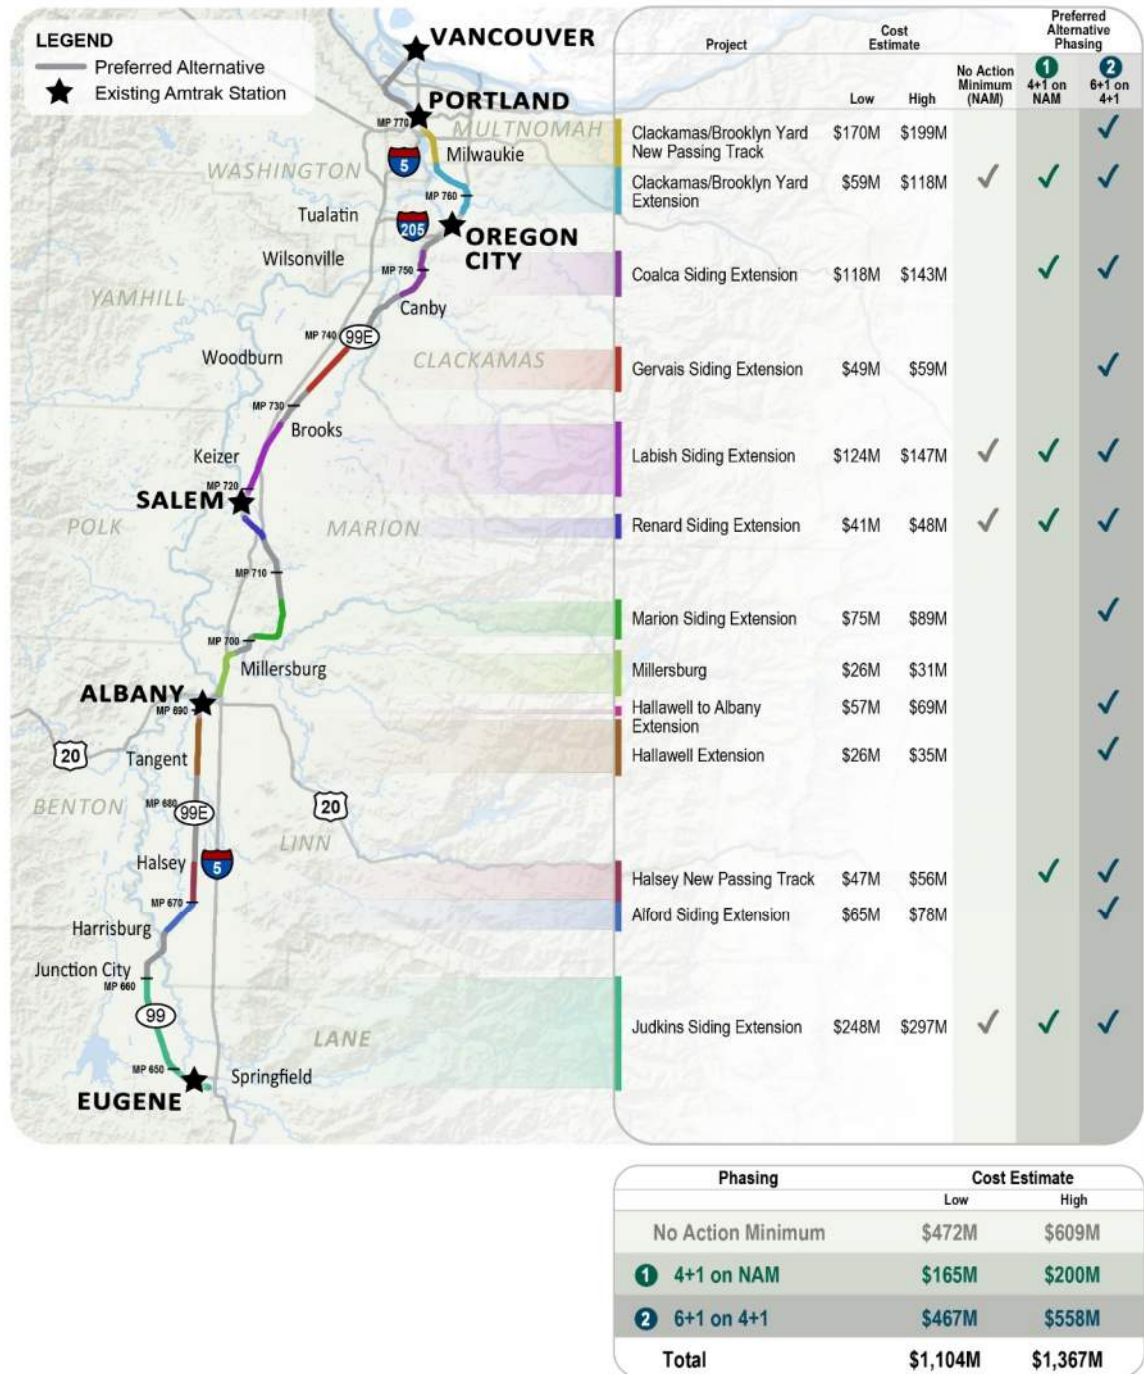 LEGEND
Preferred Alternative
Existing Amtrak Station
VANCOUVER
PORTLAND
MP 770
MULTNOMAH
5
Milwaukie
WASHINGTON
MP 760
Tualatin
205
OREGON
CITY
Wilsonville
MP 750
YAMHILL
Canby
MP 740
99E
Woodburn
CLACKAMAS
MP 730
Brooks
Keizer
MP 720
SALEM
POLK
MARION
MP 710
MP 700
Millersburg
ALBANY
MP 690
20
Tangent
BENTON
MP 680
99E
20
LINN
Halsey
5
MP 670
Harrisburg
Junction City
MP 660
99
LANE
MP 650
Springfield
EUGENE
Project
Cost
Estimate
Preferred
Alternative
Phasing
Low High
No Action
Minimum
(NAM)
1
4+1 on
NAM
2
6+1 on
4+1
Clackamas/Brooklyn Yard $170M $199M ✓
New Passing Track
Clackamas/Brooklyn Yard $59M $118M ✓ ✓ ✓
Extension
Coalca Siding Extension $118M $143M ✓ ✓
Gervais Siding Extension $49M $59M ✓
Labish Siding Extension $124M $147M ✓ ✓ ✓
Renard Siding Extension $41M $48M ✓ ✓ ✓
Marion Siding Extension $75M $89M ✓
Millersburg $26M $31M
Hallawell to Albany $57M $69M ✓
Extension
Hallawell Extension $26M $35M ✓
Halsey New Passing Track $47M $56M ✓ ✓
Alford Siding Extension $65M $78M ✓
Judkins Siding Extension $248M $297M ✓ ✓ ✓
Phasing Cost Estimate
Low High
No Action Minimum $472M $609M
1 4+1 on NAM $165M $200M
2 6+1 on 4+1 $467M $558M
Total $1,104M $1,367M